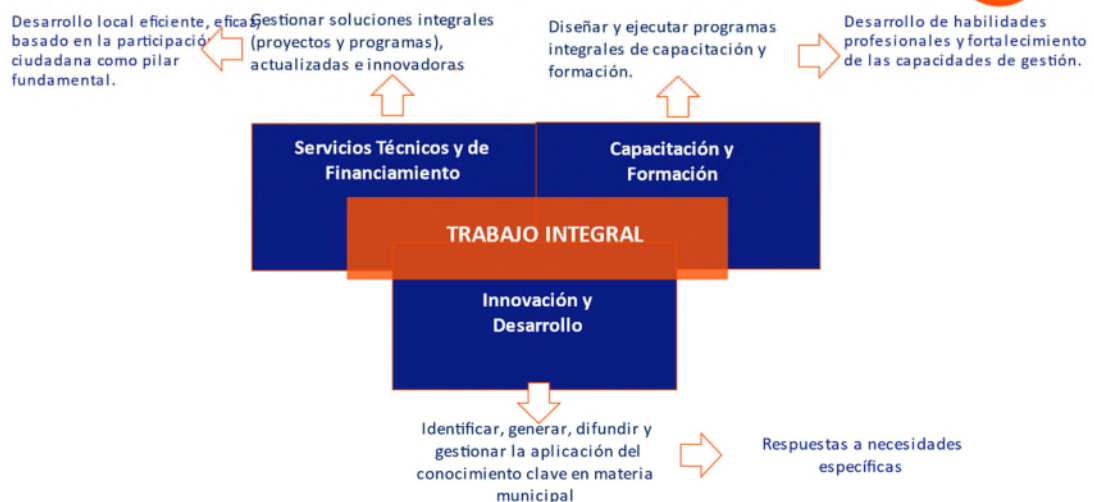 Desarrollo local eficiente, eficaz,
basado en la participación
ciudadana como pilar
fundamental.
Gestionar soluciones integrales
(proyectos y programas),
actualizadas e innovadoras
Diseñar y ejecutar programas
integrales de capacitación y
formación.
Desarrollo de habilidades
profesionales y fortalecimiento
de las capacidades de gestión.
Servicios Técnicos y de
Financiamiento
Capacitación y
Formación
TRABAJO INTEGRAL
Innovación y
Desarrollo
Identificar, generar, difundir y
gestionar la aplicación del
conocimiento clave en materia
municipal
Respuestas a necesidades
específicas